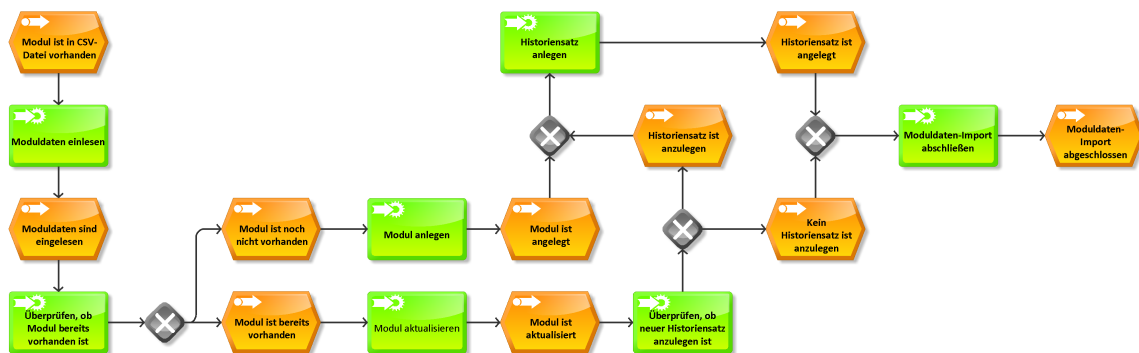 Modul ist in CSV-
Datei vorhanden
Moduldaten einlesen
Moduldaten sind
eingelesen
Überprüfen, ob
Modul bereits
vorhanden ist
Modul ist noch
nicht vorhanden
Modul anlegen
Modul ist
angelegt
Modul ist bereits
vorhanden
Modul aktualisieren
Modul ist
aktualisiert
Überprüfen, ob
neuer Historiensatz
anzulegen ist
Historiensatz ist
anzulegen
Kein
Historiensatz ist
anzulegen
Historiensatz
anlegen
Historiensatz ist
angelegt
Moduldaten-Import
abschließen
Moduldaten-
Import
abgeschlossen